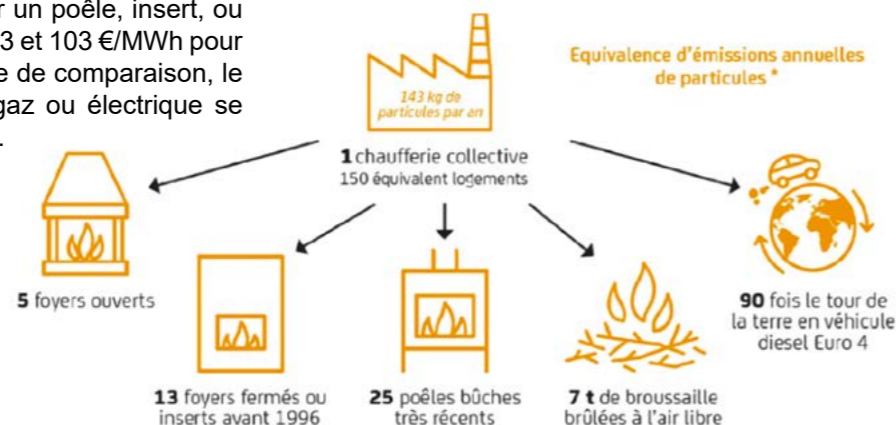 r un poêle, insert, ou
3 et 103 €/MWh pour
e de comparaison, le
gaz ou électrique se
.
Equivalence d'émissions annuelles
de particules *
143 kg de
particules par an
1 chaufferie collective
150 équivalent logements
5 foyers ouverts
13 foyers fermés ou
inserts avant 1996
25 poêles bûches
très récents
7 t de broussaille
brûlées à l'air libre
90 fois le tour de
la terre en véhicule
diesel Euro 4